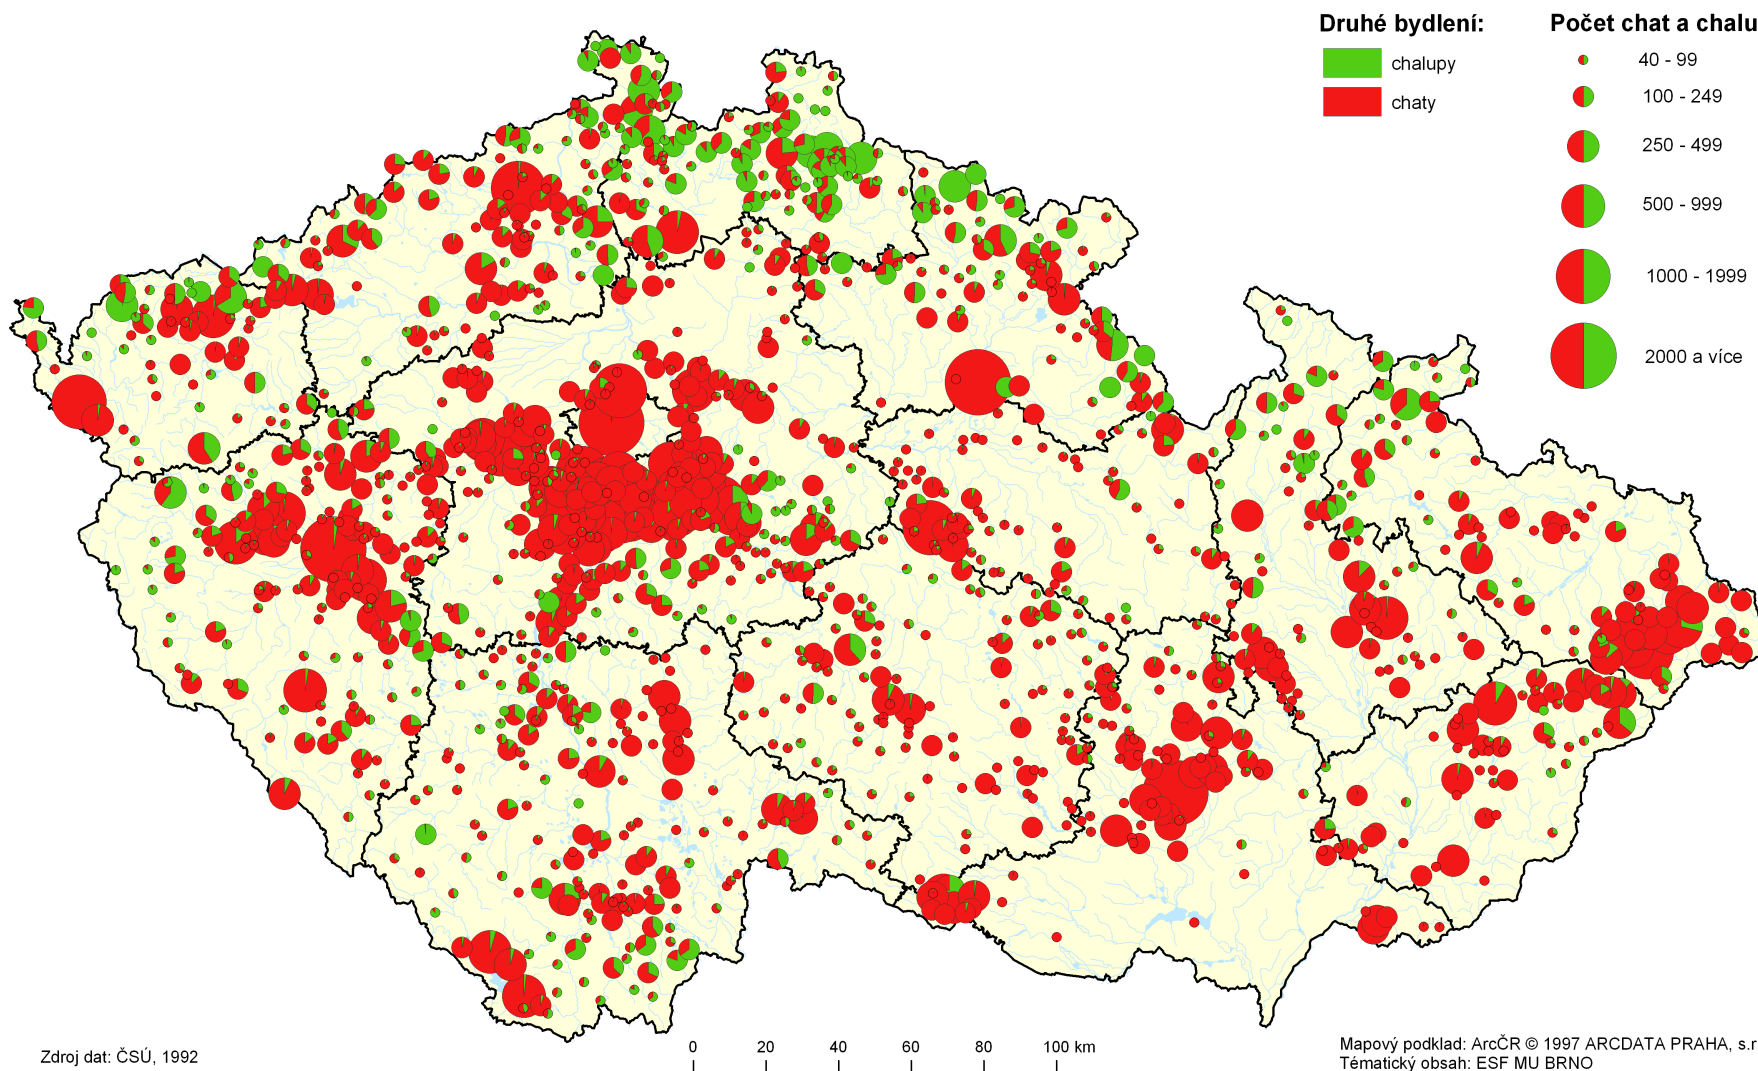 Druhé bydlení:
chalupy
chaty
Počet chat a chalu
40 - 99
100 - 249
250 - 499
500 - 999
1000 - 1999
2000 a více
Zdroj dat: ČSÚ, 1992
0 20 40 60 80 100 km
Mapový podklad: ArcČR © 1997 ARCDATA PRAHA, s.r
Tématický obsah: ESF MU BRNO